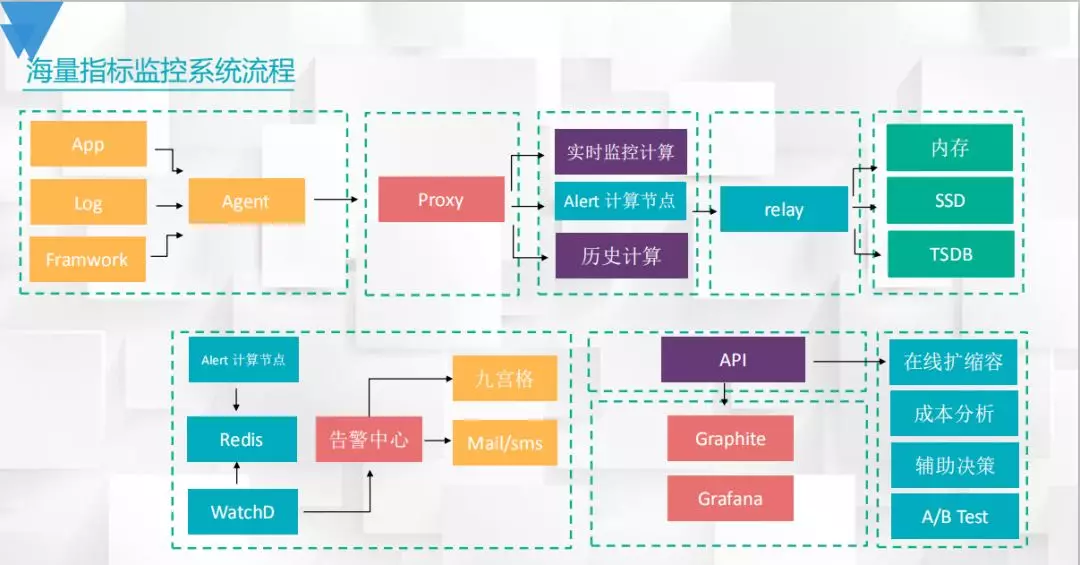 海量指标监控系统流程
App
Log
Framwork
Agent
Proxy
实时监控计算
Alert 计算节点
历史计算
relay
内存
SSD
TSDB
Alert 计算节点
Redis
WatchD
告警中心
九宫格
Mail/sms
API
Graphite
Grafana
在线扩缩容
成本分析
辅助决策
A/B Test